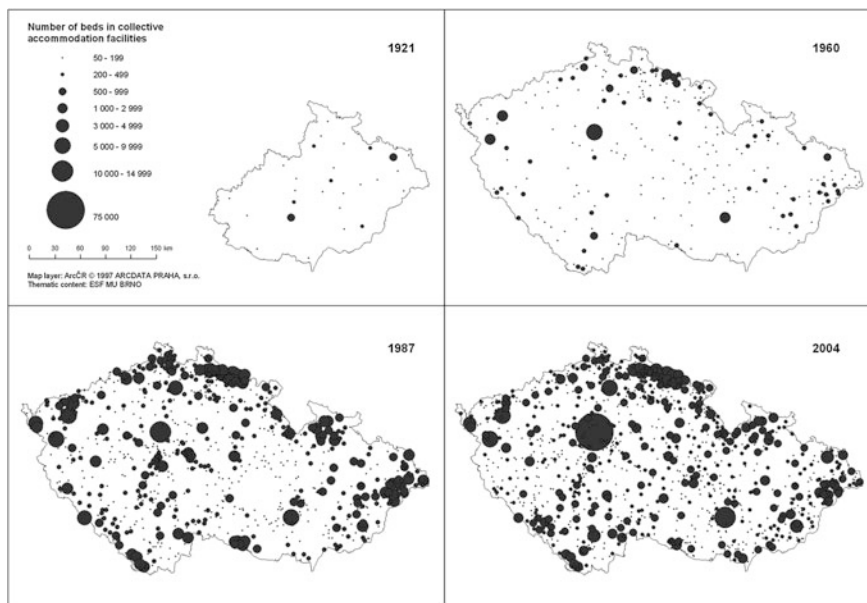 Number of beds in collective
accommodation facilities
50 - 199
200 - 499
500 - 999
1 000 - 2 999
3 000 - 4 999
5 000 - 9 999
10 000 - 14 999
75 000
0 30 60 90 120 150 km
Map layer: ArcČR © 1997 ARCDATA PRAHA, s.r.o.
Thematic content: ESF MU BRNO
1921
1960
1987
2004